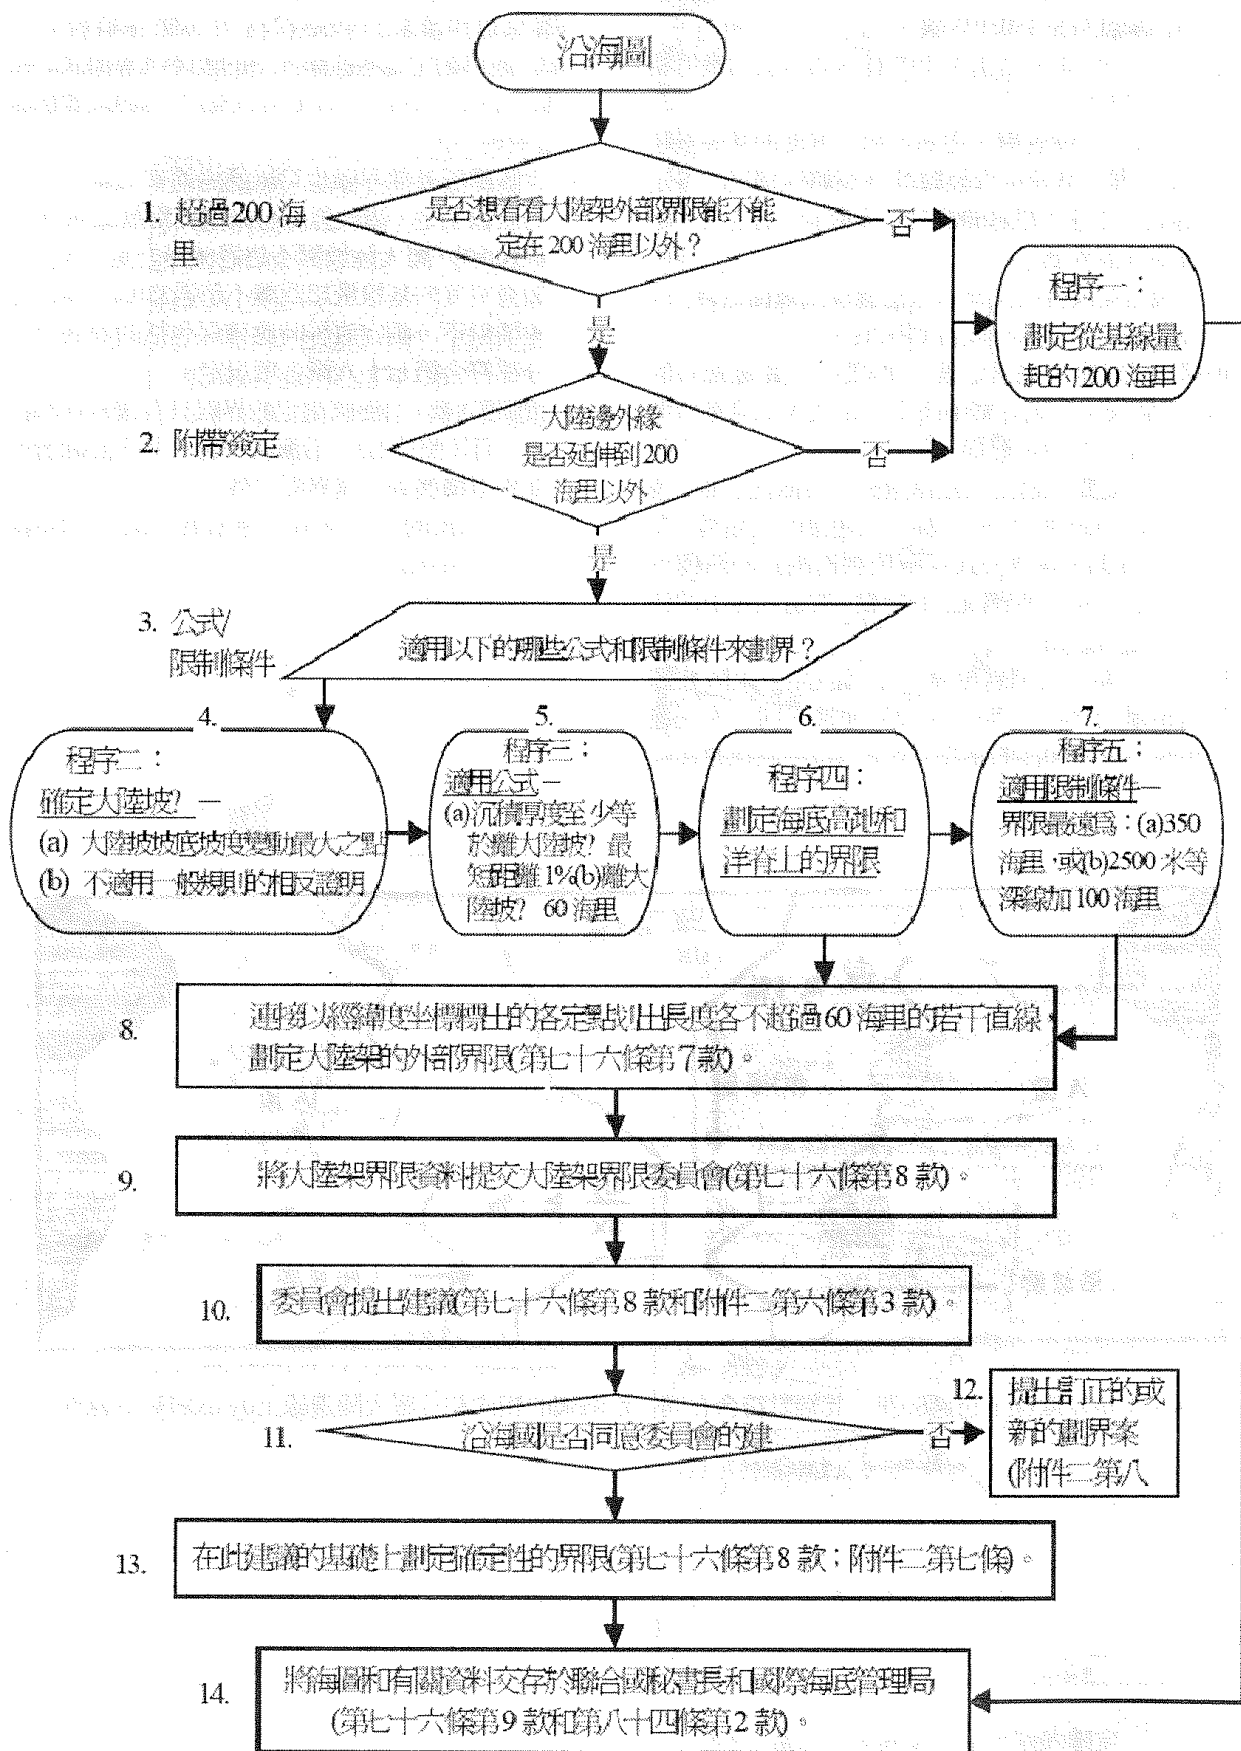 沿海圖
1. 超過200海
里
是否想看看大陸架外部界限能不能
定在200海里以外？
否
程序一：
劃定從基線量
起的200海里
是
2. 附帶簽定
大陸邊外緣
是否延伸到200
海里以外
否
是
3. 公式/
限制條件
適用以下的哪些公式和限制條件來劃界？
4.
程序二：
確定大陸坡? —
(a) 大陸坡坡底坡度變動最大之點
(b) 不適用一般規則的相反證明
5.
程序三：
適用公式—
(a)沉積厚度至少等
於離大陸坡? 最
短距離1%(b)離大
陸坡? 60海里
6.
程序四：
劃定海底高地和
洋脊上的界限
7.
程序五：
適用限制條件—
界限最遠為：(a)350
海里，或(b)2500米等
深線加100海里
8.
連接以經緯度坐標標出的各定點划出長度各不超過60海里的若干直線，
劃定大陸架的外部界限(第七十六條第7款)。
9.
將大陸架界限資料提交大陸架界限委員會(第七十六條第8款)。
10.
委員會提出建議(第七十六條第8款和附件二第六條第3款)。
11.
沿海國是否同意委員會的建
否
12.
提出訂正的或
新的劃界案
(附件二第八
13.
在此建議的基礎上劃定確定性的界限(第七十六條第8款；附件二第七條)。
14.
將海圖和有關資料交存於聯合國秘書長和國際海底管理局
(第七十六條第9款和第八十四條第2款)。